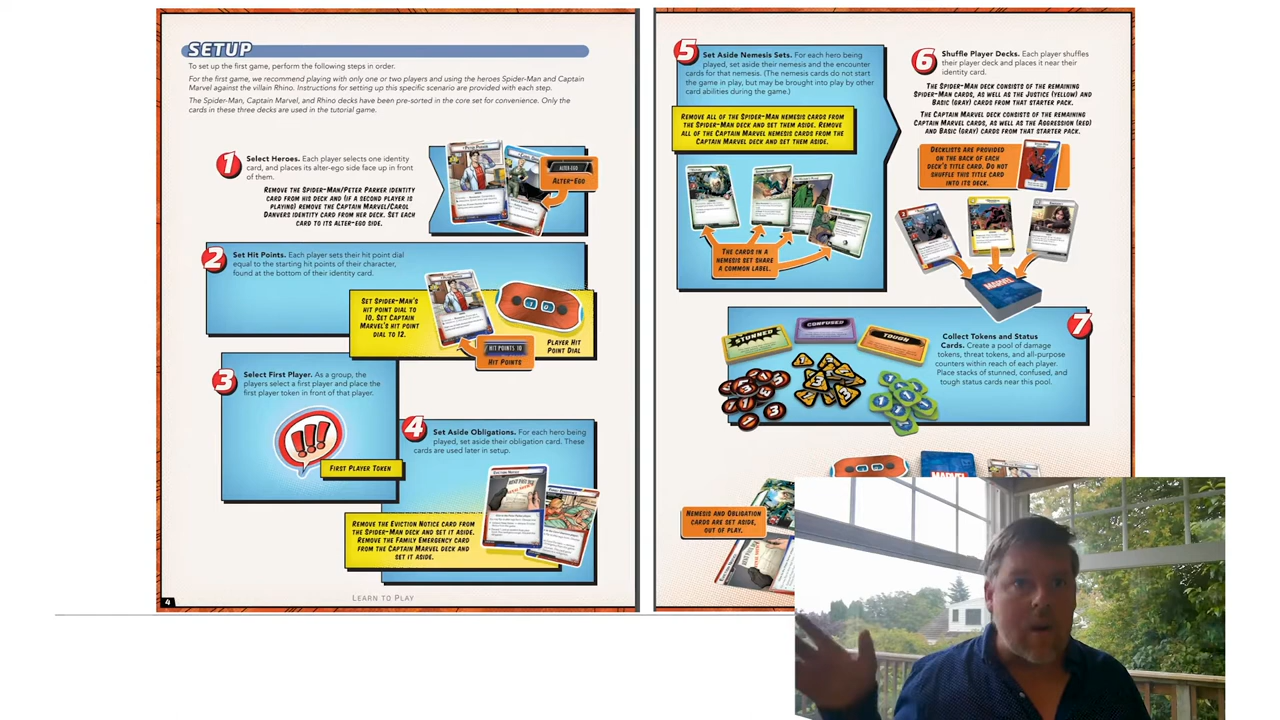 SETUP
To set up the first game, perform the following steps in order.
For the first game, we recommend playing with only one or two players and using the heroes Spider-Man and Captain
Marvel against the villain Rhino. Instructions for setting up this specific scenario are provided with each step.
The Spider-Man, Captain Marvel, and Rhino decks have been pre-sorted in the core set for convenience. Only the
cards in these three decks are used in the tutorial game.
1
Select Heroes. Each player selects one identity
card, and places its alter-ego side face up in front
of them.
REMOVE THE SPIDER-MAN/PETER PARKER IDENTITY
CARD FROM HIS DECK AND (IF A SECOND PLAYER IS
PLAYING) REMOVE THE CAPTAIN MARVEL/CAROL
DANVERS IDENTITY CARD FROM HER DECK. SET EACH
CARD TO ITS ALTER-EGO SIDE.
ALTER-EGO
ALTER-EGO
2
Set Hit Points. Each player sets their hit point dial
equal to the starting hit points of their character,
found at the bottom of their identity card.
SET SPIDER-MAN'S
HIT POINT DIAL TO
10. SET CAPTAIN
MARVEL'S HIT POINT
DIAL TO 12.
HIT POINTS 10
HIT POINTS
1 0
PLAYER HIT
POINT DIAL
3
Select First Player. As a group, the
players select a first player and place the
first player token in front of that player.
!!!
FIRST PLAYER TOKEN
4
Set Aside Obligations. For each hero being
played, set aside their obligation card. These
cards are used later in setup.
REMOVE THE EVICTION NOTICE CARD FROM
THE SPIDER-MAN DECK AND SET IT ASIDE.
REMOVE THE FAMILY EMERGENCY CARD
FROM THE CAPTAIN MARVEL DECK AND
SET IT ASIDE.
4
LEARN TO PLAY
5
Set Aside Nemesis Sets. For each hero being
played, set aside their nemesis and the encounter
cards for that nemesis. (The nemesis cards do not start
the game in play, but may be brought into play by other
card abilities during the game.)
REMOVE ALL OF THE SPIDER-MAN NEMESIS CARDS FROM
THE SPIDER-MAN DECK AND SET THEM ASIDE. REMOVE
ALL OF THE CAPTAIN MARVEL NEMESIS CARDS FROM THE
CAPTAIN MARVEL DECK AND SET THEM ASIDE.
THE CARDS IN A
NEMESIS SET SHARE
A COMMON LABEL.
6
Shuffle Player Decks. Each player shuffles
their player deck and places it near their
identity card.
THE SPIDER-MAN DECK CONSISTS OF THE REMAINING
SPIDER-MAN CARDS, AS WELL AS THE JUSTICE (YELLOW) AND
BASIC (GRAY) CARDS FROM THAT STARTER PACK.
THE CAPTAIN MARVEL DECK CONSISTS OF THE REMAINING
CAPTAIN MARVEL CARDS, AS WELL AS THE AGGRESSION (RED)
AND BASIC (GRAY) CARDS FROM THAT STARTER PACK.
DECKLISTS ARE PROVIDED
ON THE BACK OF EACH
DECK'S TITLE CARD. DO NOT
SHUFFLE THIS TITLE CARD
INTO ITS DECK.
MARVEL
7
Collect Tokens and Status
Cards. Create a pool of damage
tokens, threat tokens, and all-purpose
counters within reach of each player.
Place stacks of stunned, confused, and
tough status cards near this pool.
STUNNED
CONFUSED
TOUGH
MARVEL
NEMESIS AND OBLIGATION
CARDS ARE SET ASIDE,
OUT OF PLAY.